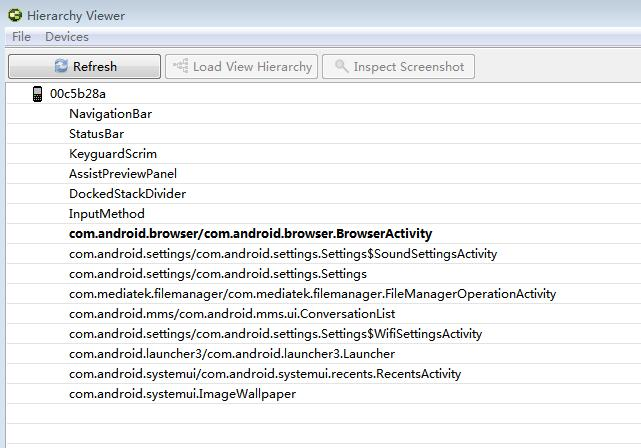 Hierarchy Viewer
File Devices
Refresh Load View Hierarchy Inspect Screenshot
00c5b28a
NavigationBar
StatusBar
KeyguardScrim
AssistPreviewPanel
DockedStackDivider
InputMethod
com.android.browser/com.android.browser.BrowserActivity
com.android.settings/com.android.settings.Settings$SoundSettingsActivity
com.android.settings/com.android.settings.Settings
com.mediatek.filemanager/com.mediatek.filemanager.FileManagerOperationActivity
com.android.mms/com.android.mms.ui.ConversationList
com.android.settings/com.android.settings.Settings$WifiSettingsActivity
com.android.launcher3/com.android.launcher3.Launcher
com.android.systemui/com.android.systemui.recents.RecentsActivity
com.android.systemui.ImageWallpaper